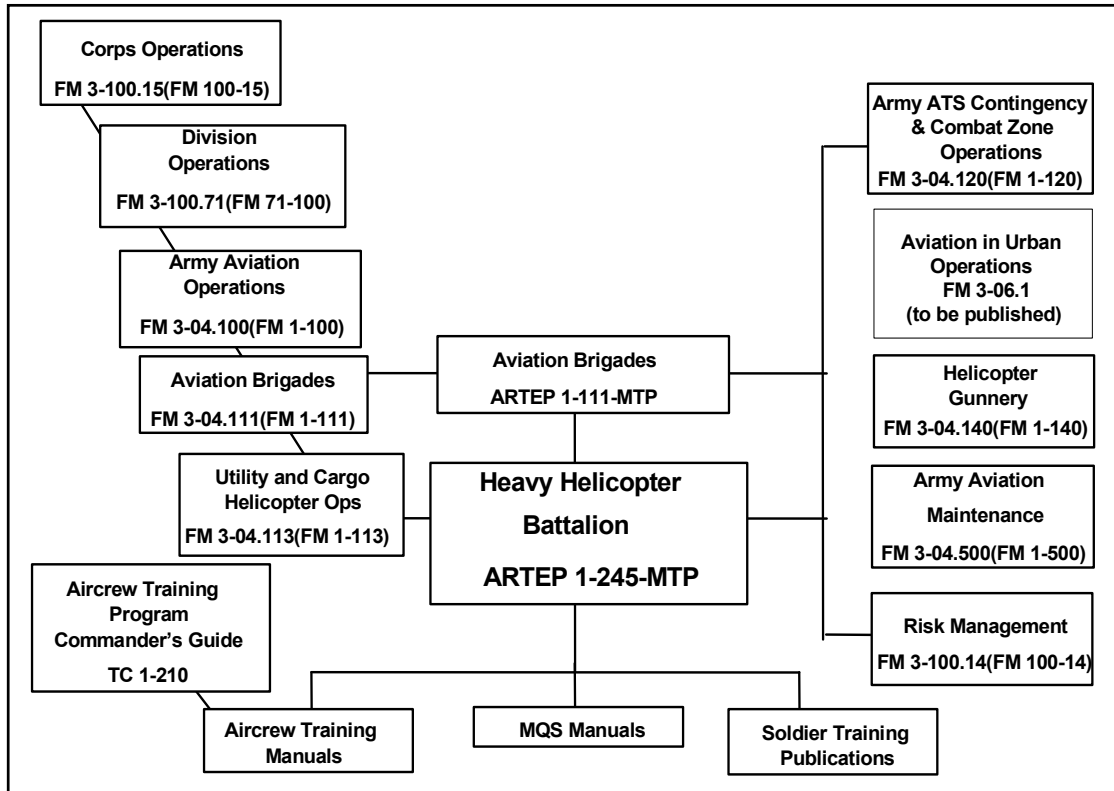 Corps Operations
FM 3-100.15(FM 100-15)
Division
Operations
FM 3-100.71(FM 71-100)
Army Aviation
Operations
FM 3-04.100(FM 1-100)
Aviation Brigades
FM 3-04.111(FM 1-111)
Utility and Cargo
Helicopter Ops
FM 3-04.113(FM 1-113)
Aircrew Training
Program
Commander's Guide
TC 1-210
Aviation Brigades
ARTEP 1-111-MTP
Heavy Helicopter
Battalion
ARTEP 1-245-MTP
Aircrew Training
Manuals
MQS Manuals
Soldier Training
Publications
Army ATS Contingency
& Combat Zone
Operations
FM 3-04.120(FM 1-120)
Aviation in Urban
Operations
FM 3-06.1
(to be published)
Helicopter
Gunnery
FM 3-04.140(FM 1-140)
Army Aviation
Maintenance
FM 3-04.500(FM 1-500)
Risk Management
FM 3-100.14(FM 100-14)